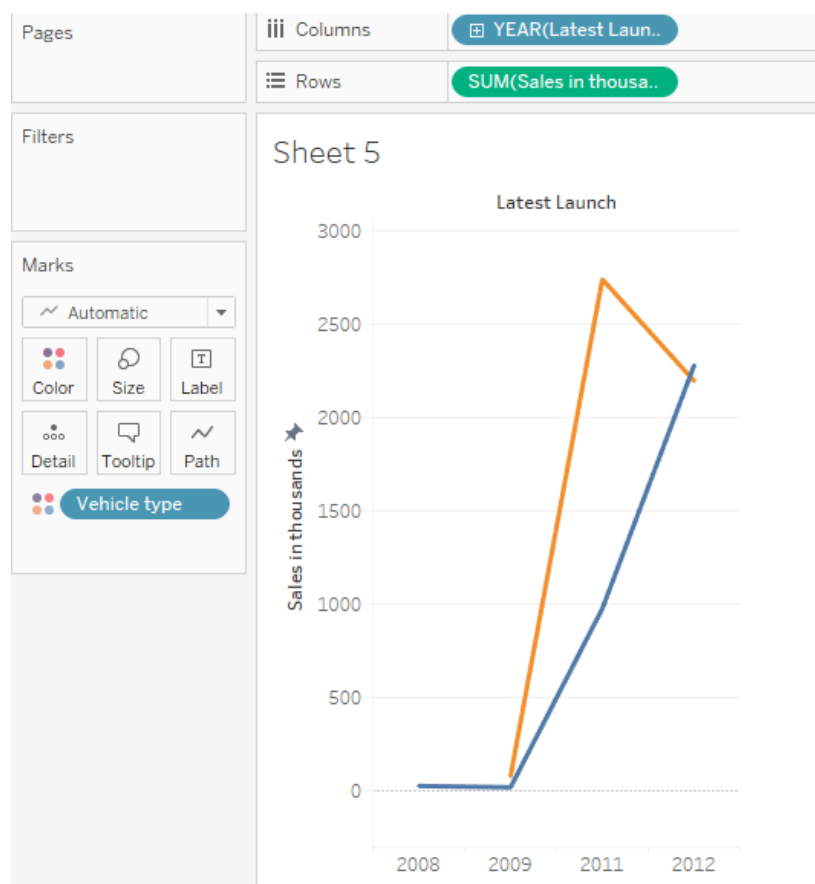 Pages
Columns
YEAR(Latest Laun..
Rows
SUM(Sales in thousa..
Filters
Sheet 5
Latest Launch
Marks
Automatic
Color
Size
T
Label
Detail
Tooltip
Path
Vehicle type
Sales in thousands
3000
2500
2000
1500
1000
500
0
2008
2009
2011
2012